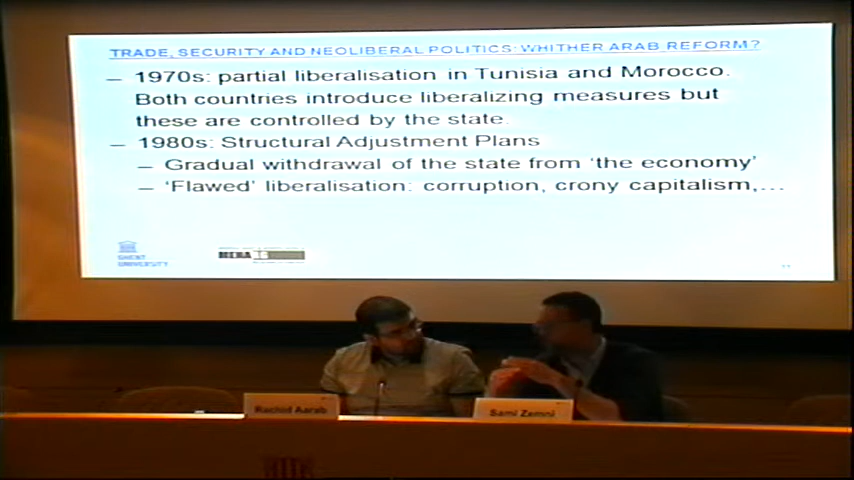 TRADE, SECURITY AND NEOLIBERAL POLITICS: WHITHER ARAB REFORM?
– 1970s: partial liberalisation in Tunisia and Morocco.
Both countries introduce liberalizing measures but
these are controlled by the state.
– 1980s: Structural Adjustment Plans
– Gradual withdrawal of the state from ‘the economy’
– ‘Flawed’ liberalisation: corruption, crony capitalism,…
GHENT
UNIVERSITY
MENA
Rachid Aarab
Sami Zemni